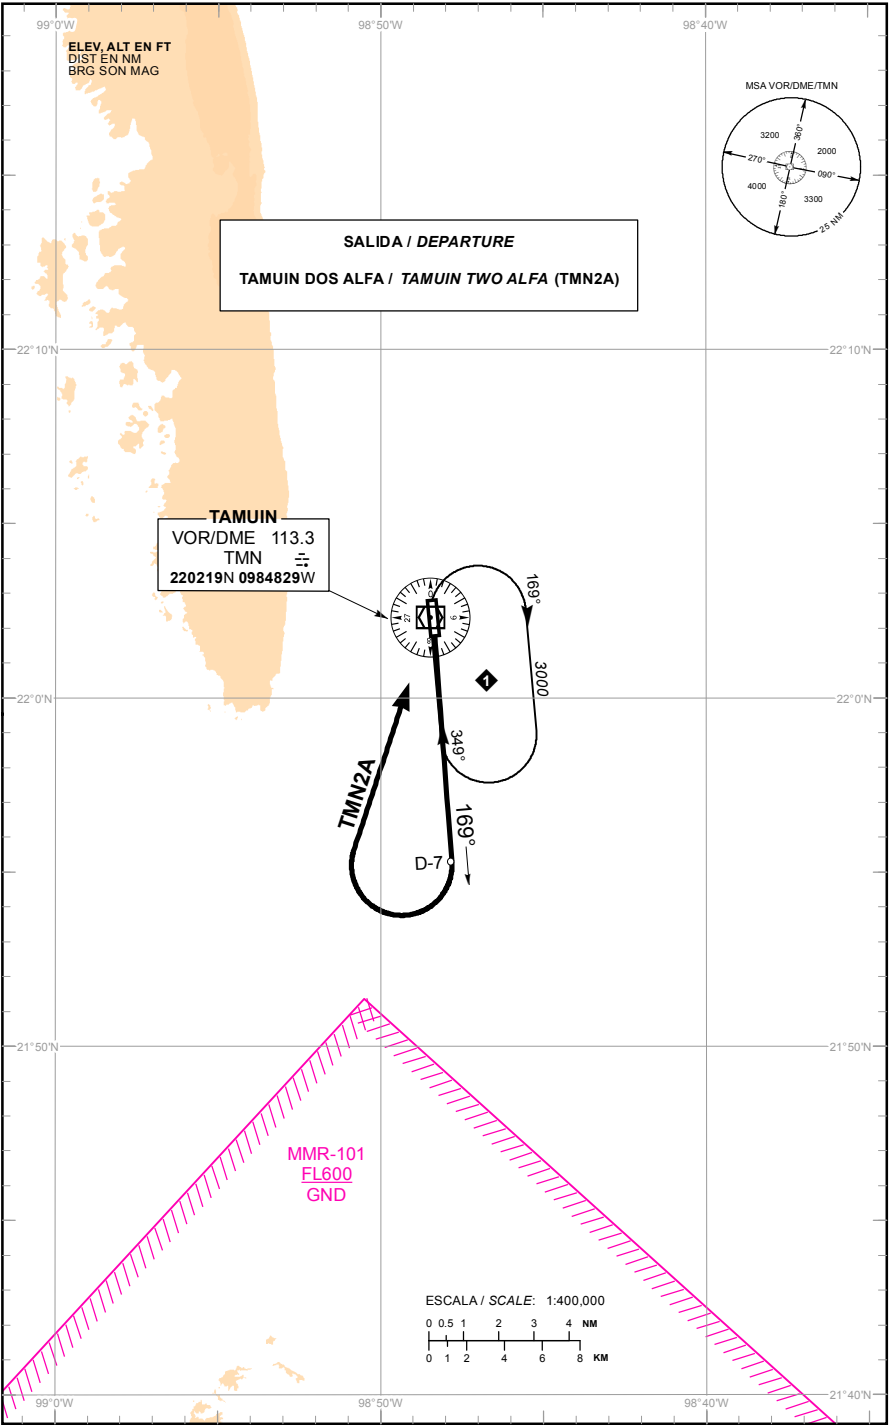 99°0'W
98°50'W
98°40'W
ELEV, ALT EN FT
DIST EN NM
BRG SON MAG
MSA VOR/DME/TMN
3200
360°
2000
270°
090°
4000
180°
3300
25 NM
SALIDA / DEPARTURE
TAMUIN DOS ALFA / TAMUIN TWO ALFA (TMN2A)
22°10'N
22°10'N
TAMUIN
VOR/DME 113.3
TMN
220219N 0984829W
0
27
9
169°
3000
1
22°0'N
22°0'N
349°
TMN2A
169°
D-7
21°50'N
21°50'N
MMR-101
FL600
GND
ESCALA / SCALE: 1:400,000
0 0.5 1 2 3 4 NM
0 1 2 4 6 8 KM
21°40'N
99°0'W
98°50'W
98°40'W